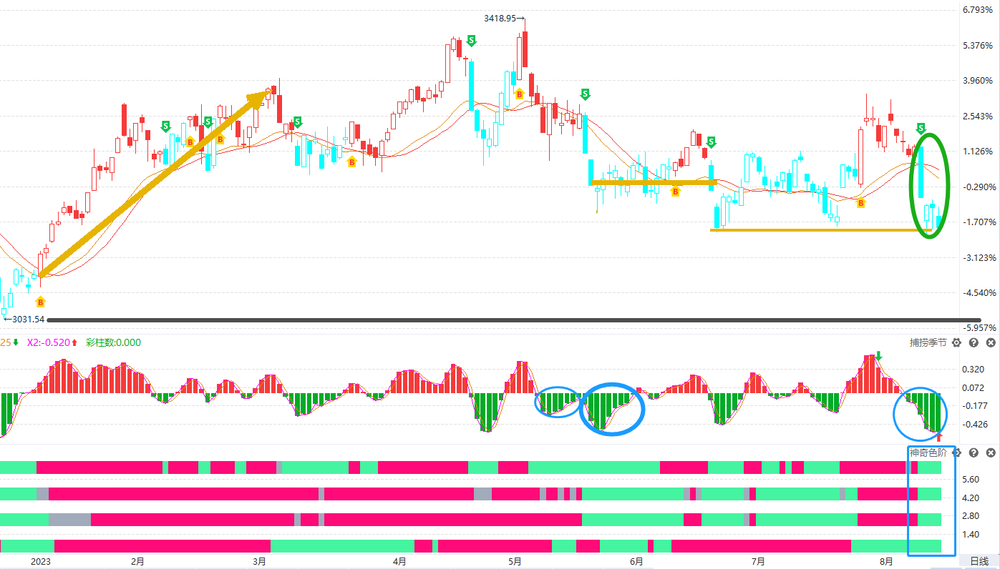 6.793%
3418.95→
S
5.376%
3.960%
B
S
2.543%
S
S
S
B
B
S
S
1.126%
B
-0.290%
B
B
-1.707%
-3.123%
-4.540%
B
←3031.54
-5.957%
25 X2:-0.520 彩柱数:0.000
捕捞季节
0.320
0.072
-0.177
-0.426
神奇色阶
5.60
4.20
2.80
1.40
2023 2月 3月 4月 5月 6月 7月 8月 日线